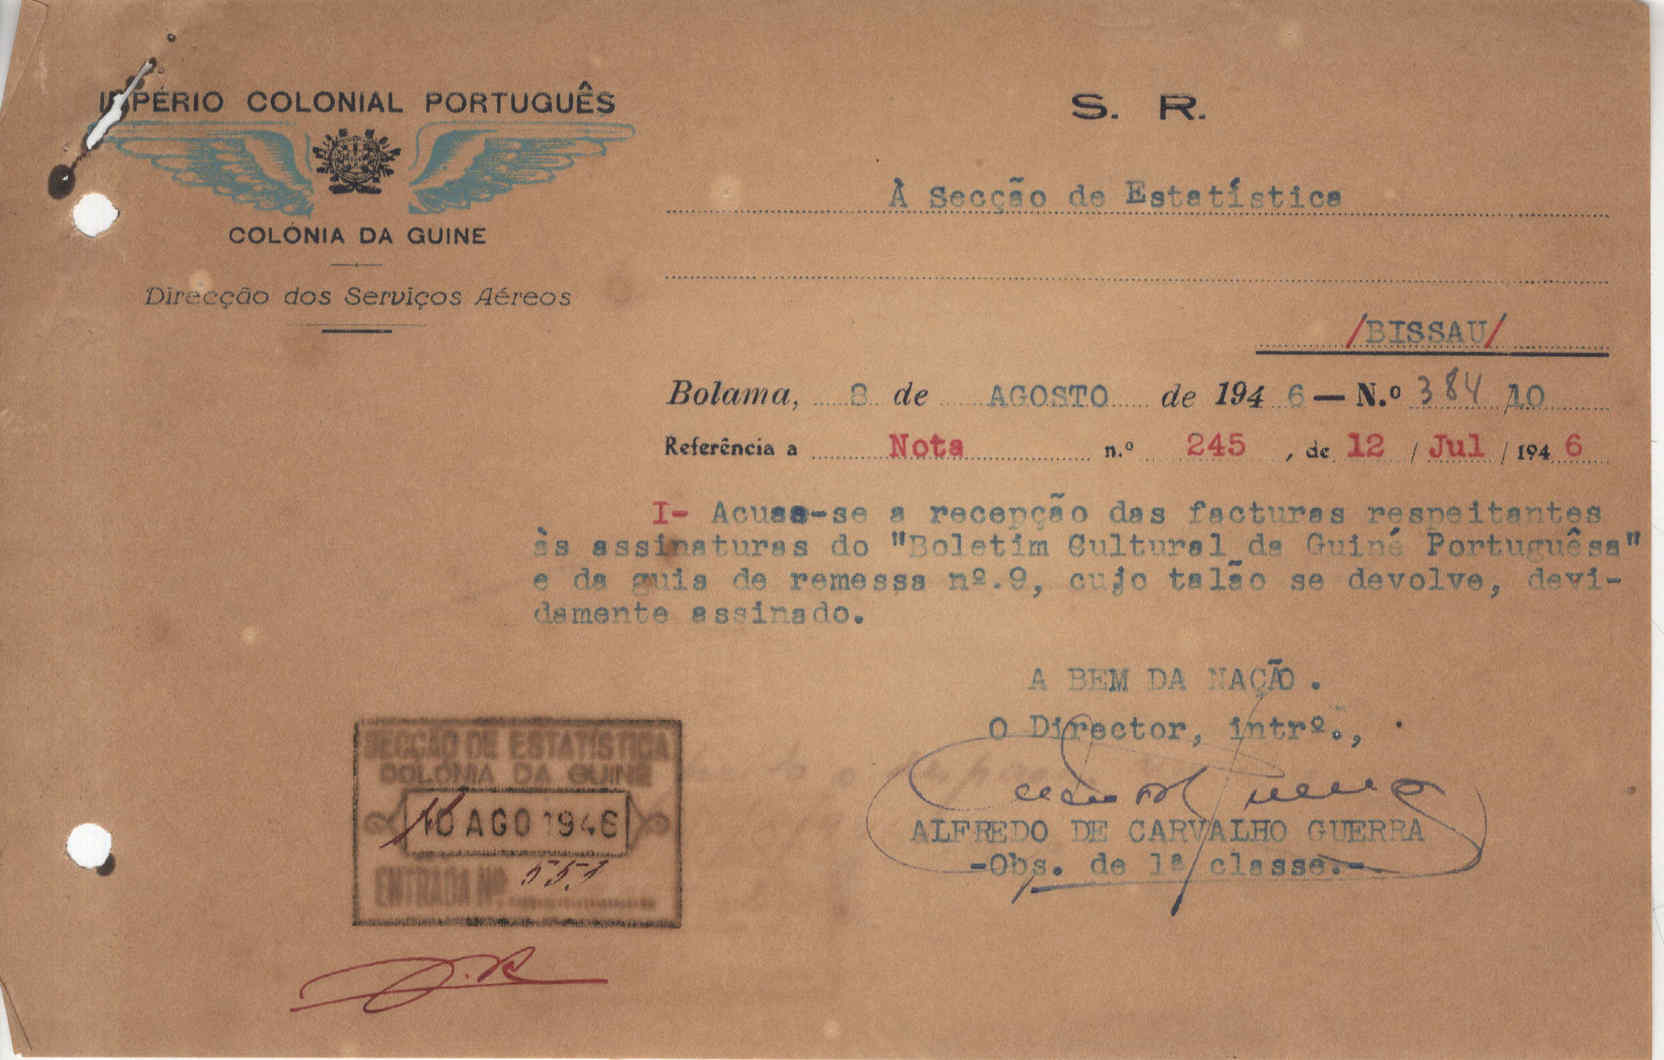 IMPÉRIO COLONIAL PORTUGUÊS
COLÓNIA DA GUINE
Direcção dos Serviços Aéreos
S. R.
À Secção de Estatística
/BISSAU/
Bolama, 8 de AGOSTO de 1946 — N.º 384/10
Referência a Nota n.º 245, de 12 / Jul / 1946
I- Acusa-se a recepção das facturas respeitantes
às assinaturas do "Boletim Cultural da Guiné Portuguêsa"
e da guia de remessa nº.9, cujo talão se devolve, devi-
damente assinado.
A BEM DA NAÇÃO.
O Director, intrº.,
ALFREDO DE CARVALHO GUERRA
-Obs. de 1ª classe.-
SECÇÃO DE ESTATÍSTICA
COLÓNIA DA GUINÉ
10 AGO 1946
ENTRADA Nº 551